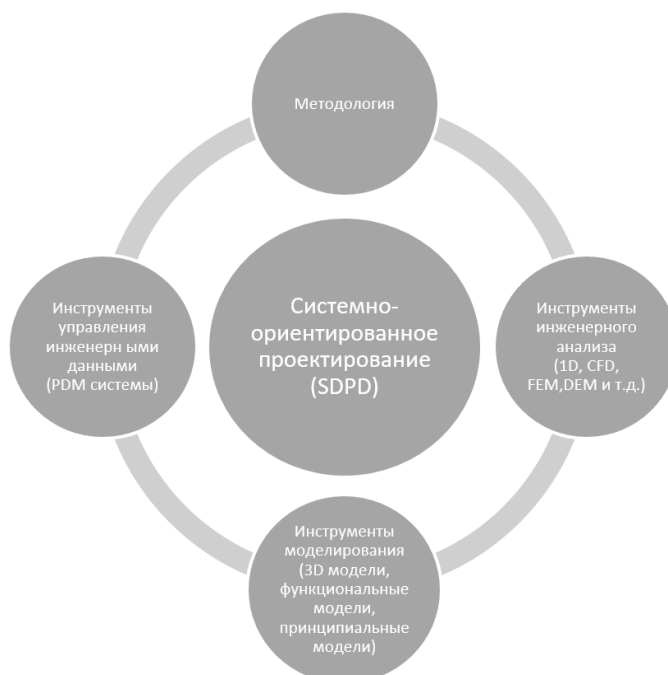 Методология
Инструменты
управления
инженерн ыми
данными
(PDM системы)
Системно-
ориентированное
проектирование
(SDPD)
Инструменты
инженерного
анализа
(1D, CFD,
FEM,DEM и т.д.)
Инструменты
моделирования
(3D модели,
функциональные
модели,
принципиальные
модели)